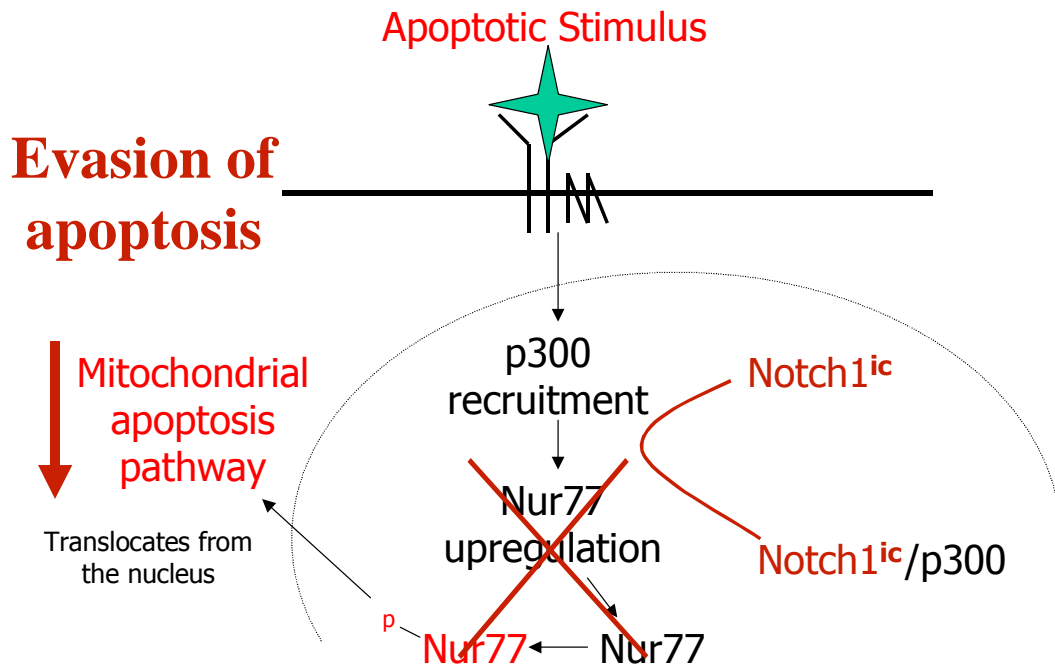 Apoptotic Stimulus
Evasion of
apoptosis
p300
recruitment
Notch1ic
Mitochondrial
apoptosis
pathway
Nur77
upregulation
Translocates from
the nucleus
Notch1ic/p300
p
Nur77
Nur77